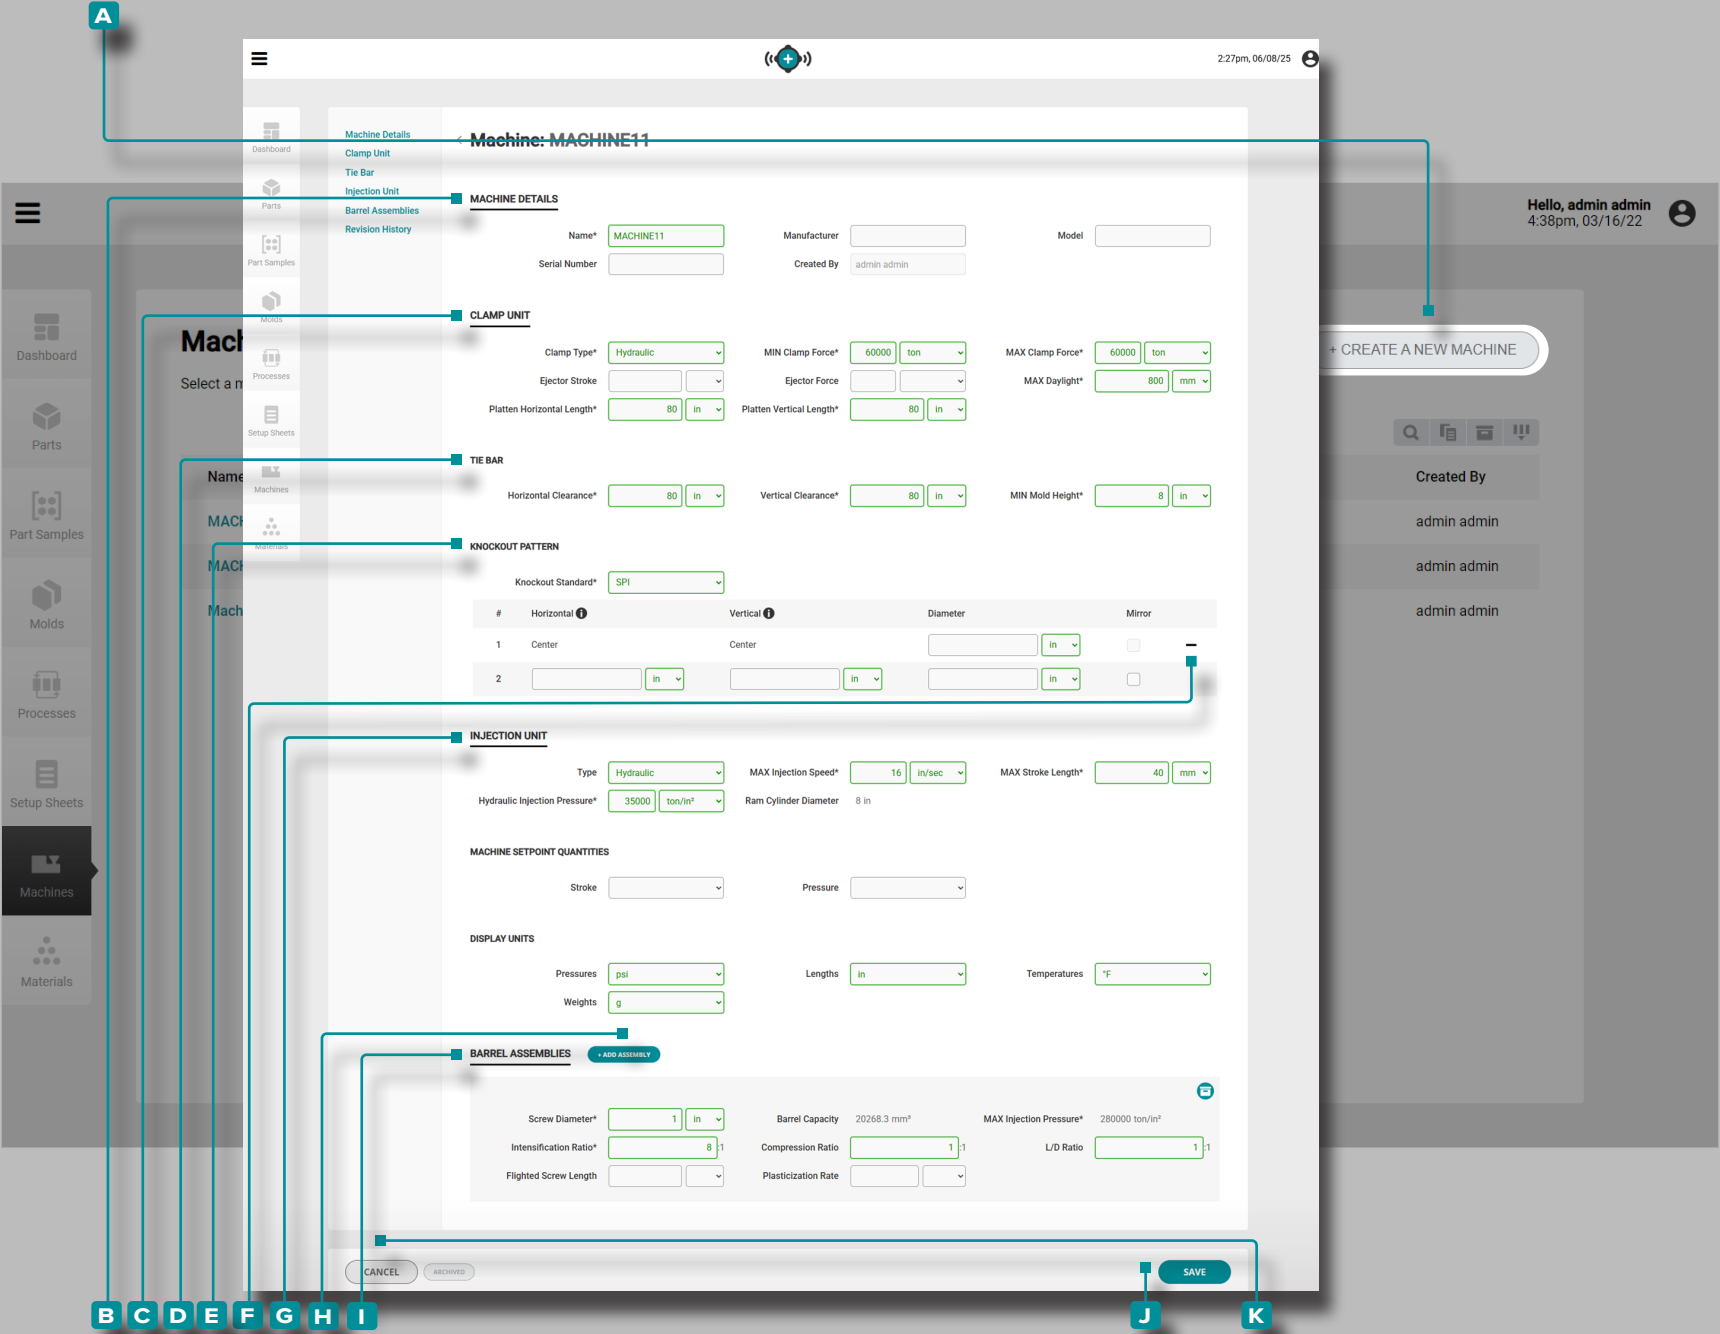 A
2:27pm, 06/08/25
Hello, admin admin
4:38pm, 03/16/22
Dashboard
Parts
Part Samples
Molds
Processes
Setup Sheets
Machines
Materials
Mach
Select a m
Name
MACH
MACH
Mach
+ CREATE A NEW MACHINE
Created By
admin admin
admin admin
admin admin
Dashboard
Parts
Part Samples
Molds
Processes
Setup Sheets
Machines
Materials
Machine Details
Clamp Unit
Tie Bar
Injection Unit
Barrel Assemblies
Revision History
Machine: MACHINE11
MACHINE DETAILS
Name* MACHINE11 Manufacturer Model
Serial Number Created By admin admin
CLAMP UNIT
Clamp Type* Hydraulic MIN Clamp Force* 60000 ton MAX Clamp Force* 60000 ton
Ejector Stroke Ejector Force MAX Daylight* 800 mm
Platten Horizontal Length* 80 in Platten Vertical Length* 80 in
TIE BAR
Horizontal Clearance* 80 in Vertical Clearance* 80 in MIN Mold Height* 8 in
KNOCKOUT PATTERN
Knockout Standard* SPI
# Horizontal i Vertical i Diameter Mirror
1 Center Center in
2 in in in
INJECTION UNIT
Type Hydraulic MAX Injection Speed* 16 in/sec MAX Stroke Length* 40 mm
Hydraulic Injection Pressure* 35000 ton/in² Ram Cylinder Diameter 8 in
MACHINE SETPOINT QUANTITIES
Stroke Pressure
DISPLAY UNITS
Pressures psi Lengths in Temperatures °F
Weights g
BARREL ASSEMBLIES + ADD ASSEMBLY
Screw Diameter* 1 in Barrel Capacity 20268.3 mm³ MAX Injection Pressure* 280000 ton/in²
Intensification Ratio* 8 :1 Compression Ratio 1 :1 L/D Ratio 1 :1
Flighted Screw Length Plasticization Rate
CANCEL ARCHIVED SAVE
B C D E F G H I J K